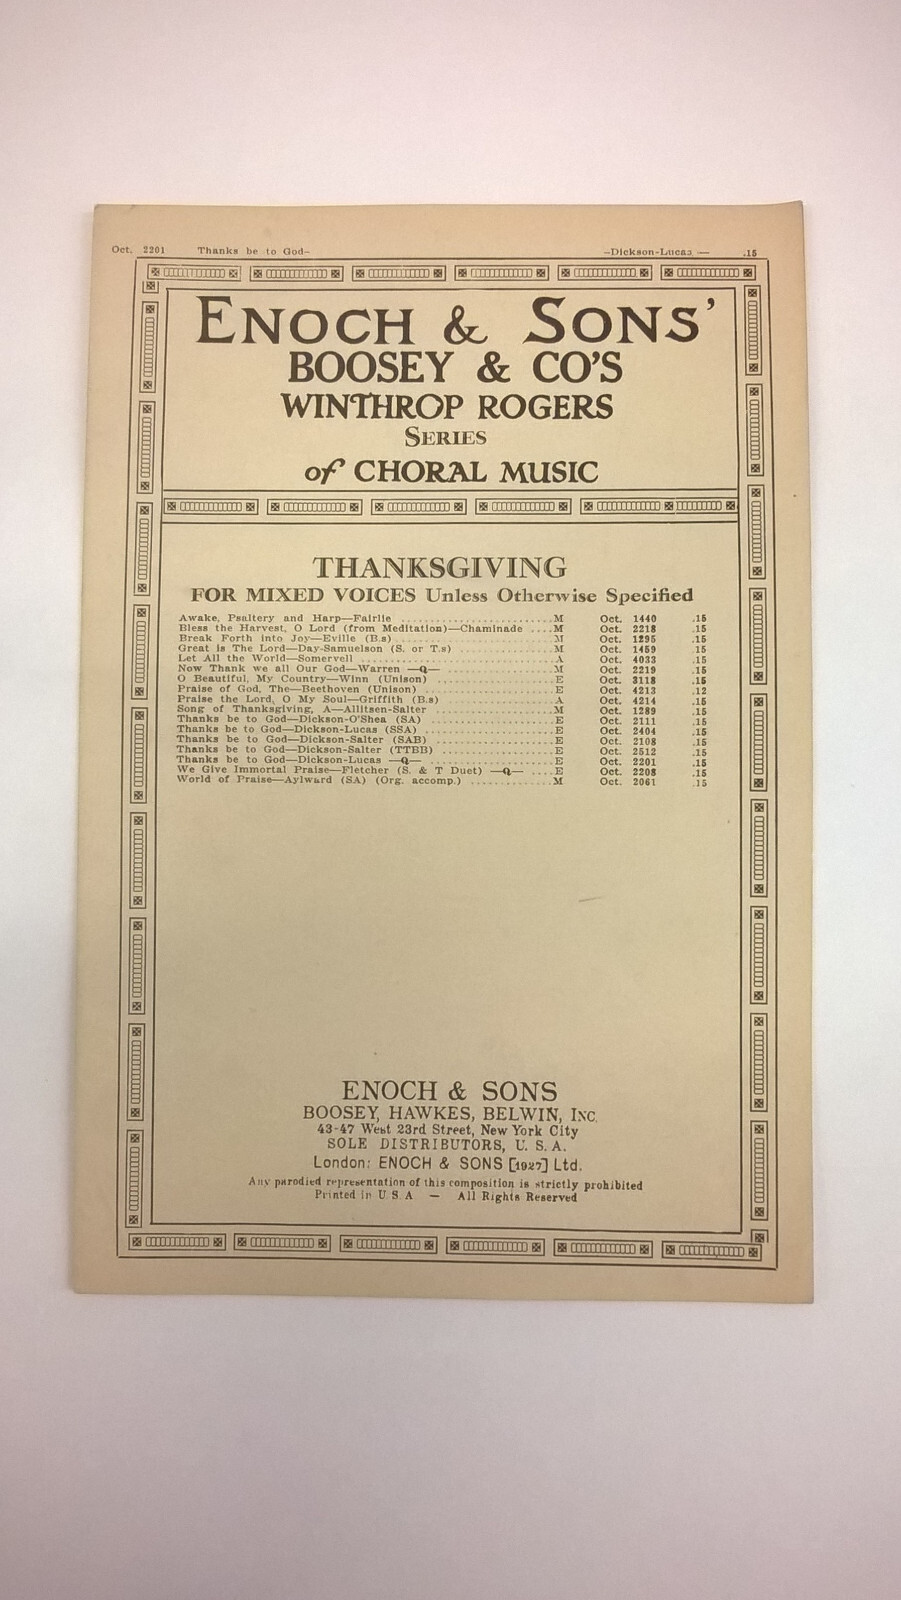 Oct. 2201 Thanks be to God— —Dickson-Lucas— .15
ENOCH & SONS'
BOOSEY & CO'S
WINTHROP ROGERS
SERIES
of CHORAL MUSIC
THANKSGIVING
FOR MIXED VOICES Unless Otherwise Specified
Awake, Psaltery and Harp—Fairlie ........................M Oct. 1440 .15
Bless the Harvest, O Lord (from Meditation)—Chaminade ....M Oct. 2218 .15
Break Forth into Joy—Eville (B.s) ........................M Oct. 1295 .15
Great is The Lord—Day-Samuelson (S. or T.s) ..............M Oct. 1459 .15
Let All the World—Somervell ..............................A Oct. 4033 .15
Now Thank we all Our God—Warren —Q— ................M Oct. 2219 .15
O Beautiful, My Country—Winn (Unison) ..................E Oct. 3118 .15
Praise of God, The—Beethoven (Unison) ...................E Oct. 4213 .12
Praise the Lord, O My Soul—Griffith (B.s) ................A Oct. 4214 .15
Song of Thanksgiving, A—Allitsen-Salter ..................M Oct. 1289 .15
Thanks be to God—Dickson-O'Shea (SA) ...................E Oct. 2111 .15
Thanks be to God—Dickson-Lucas (SSA) ...................E Oct. 2404 .15
Thanks be to God—Dickson-Salter (SAB) ..................E Oct. 2108 .15
Thanks be to God—Dickson-Salter (TTBB) .................E Oct. 2512 .15
Thanks be to God—Dickson-Lucas —Q— ...................E Oct. 2201 .15
We Give Immortal Praise—Fletcher (S. & T Duet) —Q— ....E Oct. 2208 .15
World of Praise—Aylward (SA) (Org. accomp.) .............M Oct. 2061 .15
ENOCH & SONS
BOOSEY, HAWKES, BELWIN, INC.
43-47 West 23rd Street, New York City
SOLE DISTRIBUTORS, U. S. A.
London: ENOCH & SONS [1927] Ltd.
Any parodied representation of this composition is strictly prohibited
Printed in U S A — All Rights Reserved